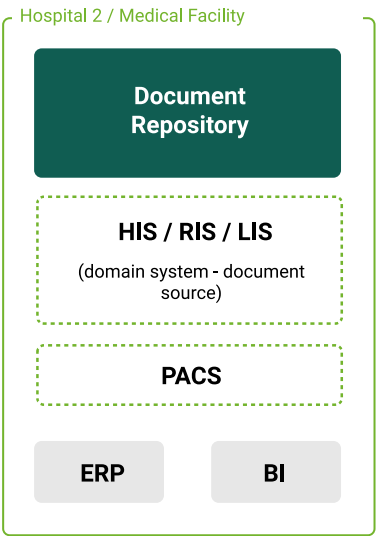 Hospital 2 / Medical Facility
Document
Repository
HIS / RIS / LIS
(domain system - document
source)
PACS
ERP
BI